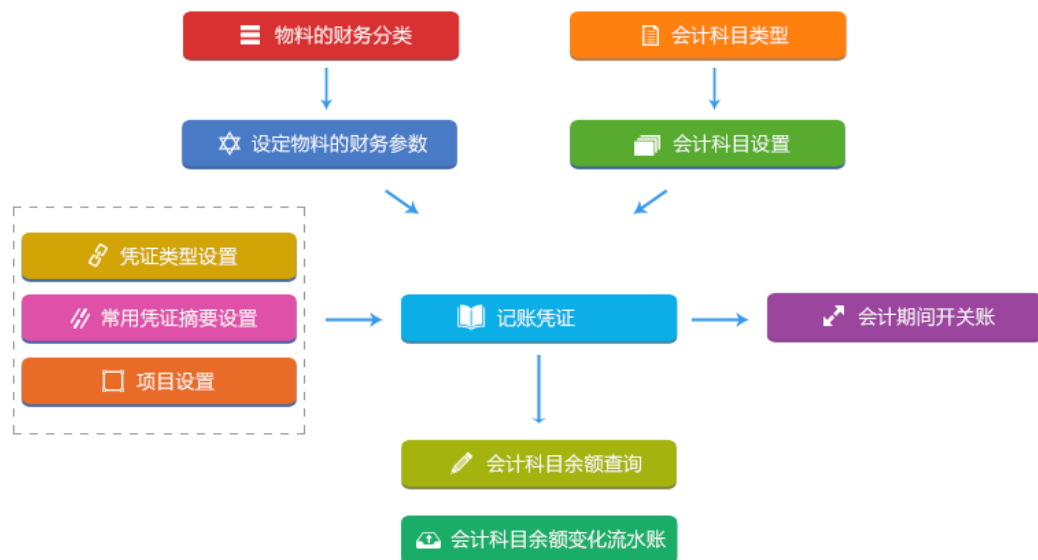 物料的财务分类
会计科目类型
设定物料的财务参数
会计科目设置
凭证类型设置
常用凭证摘要设置
项目设置
记账凭证
会计期间开关账
会计科目余额查询
会计科目余额变化流水账